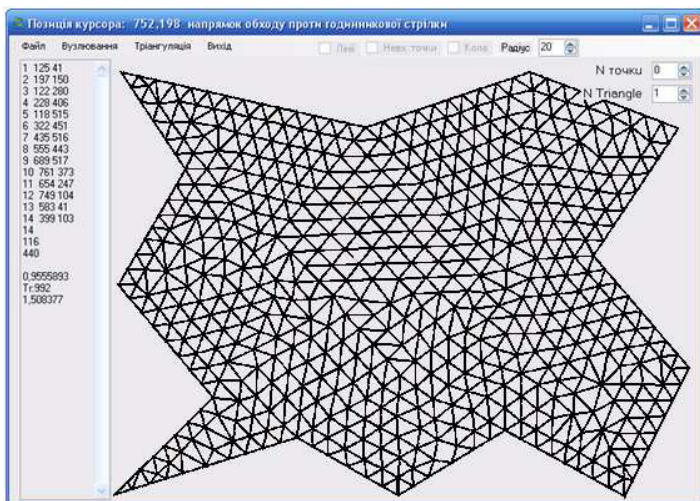 Позиція курсора: 752,198 напрямок обходу проти годинникової стрілки
Файл Вузлювання Тріангуляція Вихід Лінії Невх. точки Кола Радіус 20
N точки 0
N Triangle 1
1 125 41
2 197 150
3 122 280
4 228 406
5 118 515
6 322 451
7 435 516
8 555 443
9 689 517
10 761 373
11 654 247
12 749 104
13 583 41
14 399 103
14
116
440
0,9555893
Tr.992
1,508377